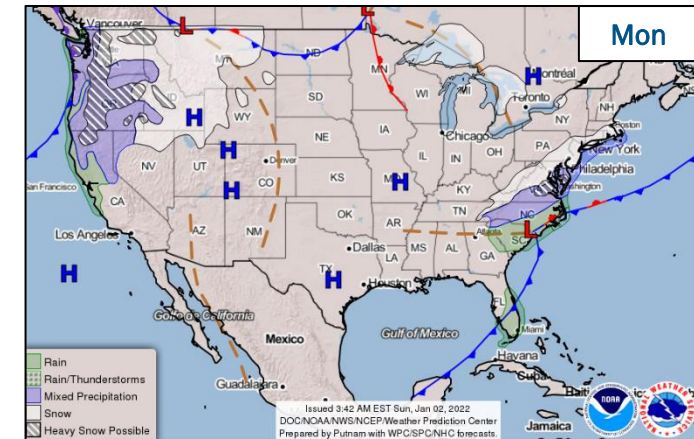 Mon
Vancouver
L
L
MT
ND
MN
H
Montréal
ID
SD
WI
MI
Toronto
NH
H
WY
NY
Boston
IA
Chicago
H
NE
PA
New York
NV
UT
Denver
IL
IN
OH
Philadelphia
San Francisco
H
CO
KS
MO
H
KY
Washington
CA
OK
TN
NC
AZ
NM
AR
Atlanta
SC
L
Los Angeles
Dallas
MS
AL
GA
LA
H
TX
H
Houston
FL
Golfo de California
Miami
Mexico
Gulf of Mexico
Havana
Cuba
Guadalajara
Jamaica
Rain
Rain/Thunderstorms
Mixed Precipitation
Snow
Heavy Snow Possible
Issued 3:42 AM EST Sun, Jan 02, 2022
DOC/NOAA/NWS/NCEP/Weather Prediction Center
Prepared by Putnam with WPC/SPC/NHC forecasts.
NOAA
NATIONAL WEATHER SERVICE